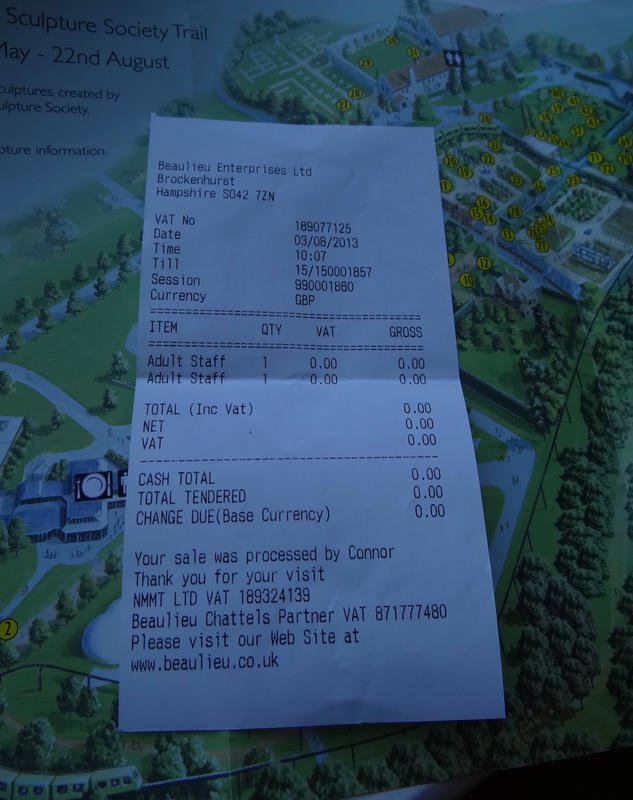 Sculpture Society Trail
May - 22nd August
sculptures, created by
Sculpture Society.
information.
Beaulieu Enterprises Ltd
Brockenhurst
Hampshire SO42 7ZN
VAT No 189077125
Date 03/08/2013
Time 10:07
Till 15/150001857
Session 990001860
Currency GBP
ITEM QTY VAT GROSS
Adult Staff 1 0.00 0.00
Adult Staff 1 0.00 0.00
TOTAL (Inc Vat) 0.00
NET 0.00
VAT 0.00
CASH TOTAL 0.00
TOTAL TENDERED 0.00
CHANGE DUE(Base Currency) 0.00
Your sale was processed by Connor
Thank you for your visit
NMMT LTD VAT 189324139
Beaulieu Chattels Partner VAT 871777480
Please visit our Web Site at
www.beaulieu.co.uk
2